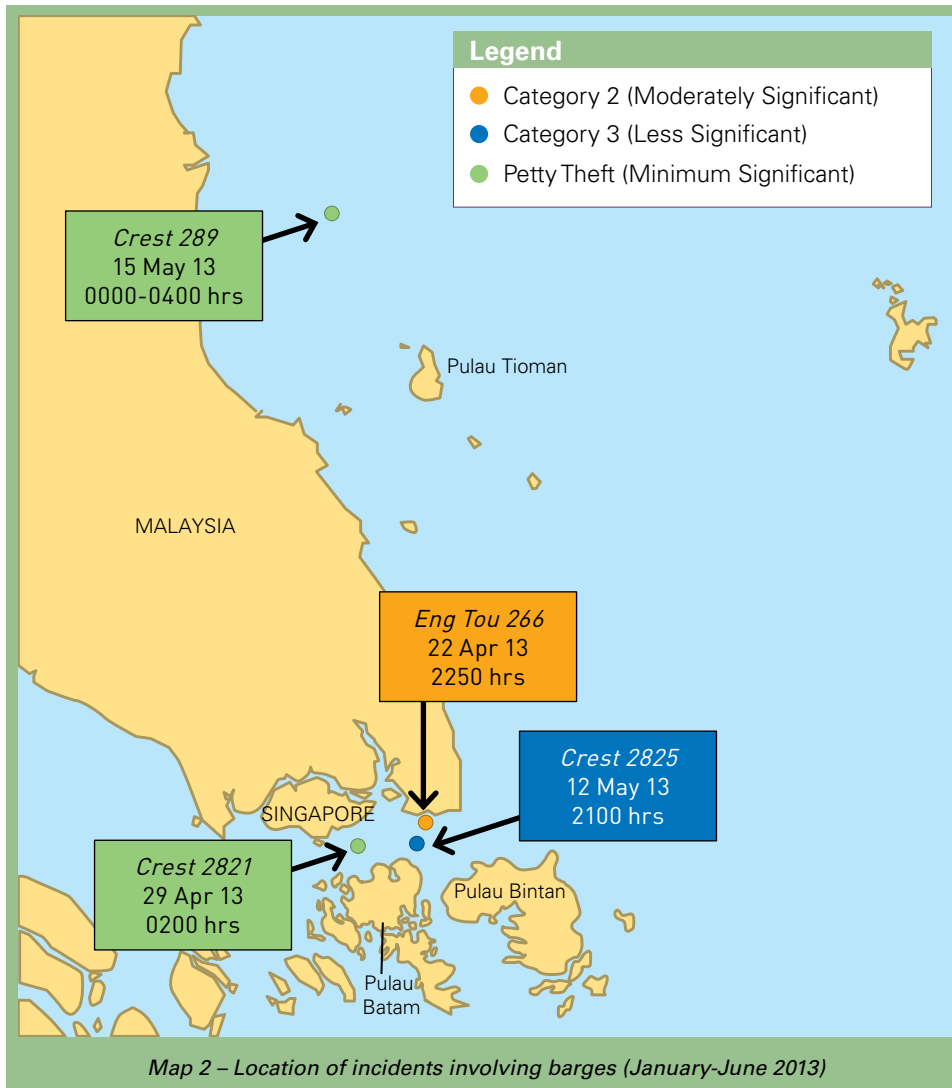 Legend
Category 2 (Moderately Significant)
Category 3 (Less Significant)
Petty Theft (Minimum Significant)
Crest 289
15 May 13
0000-0400 hrs
Pulau Tioman
MALAYSIA
Eng Tou 266
22 Apr 13
2250 hrs
Crest 2825
12 May 13
2100 hrs
SINGAPORE
Crest 2821
29 Apr 13
0200 hrs
Pulau Bintan
Pulau
Batam
Map 2 – Location of incidents involving barges (January-June 2013)